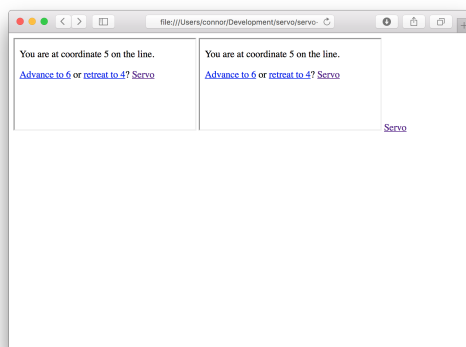 file:///Users/connor/Development/servo/servo-
You are at coordinate 5 on the line.
Advance to 6 or retreat to 4? Servo
You are at coordinate 5 on the line.
Advance to 6 or retreat to 4? Servo
Servo